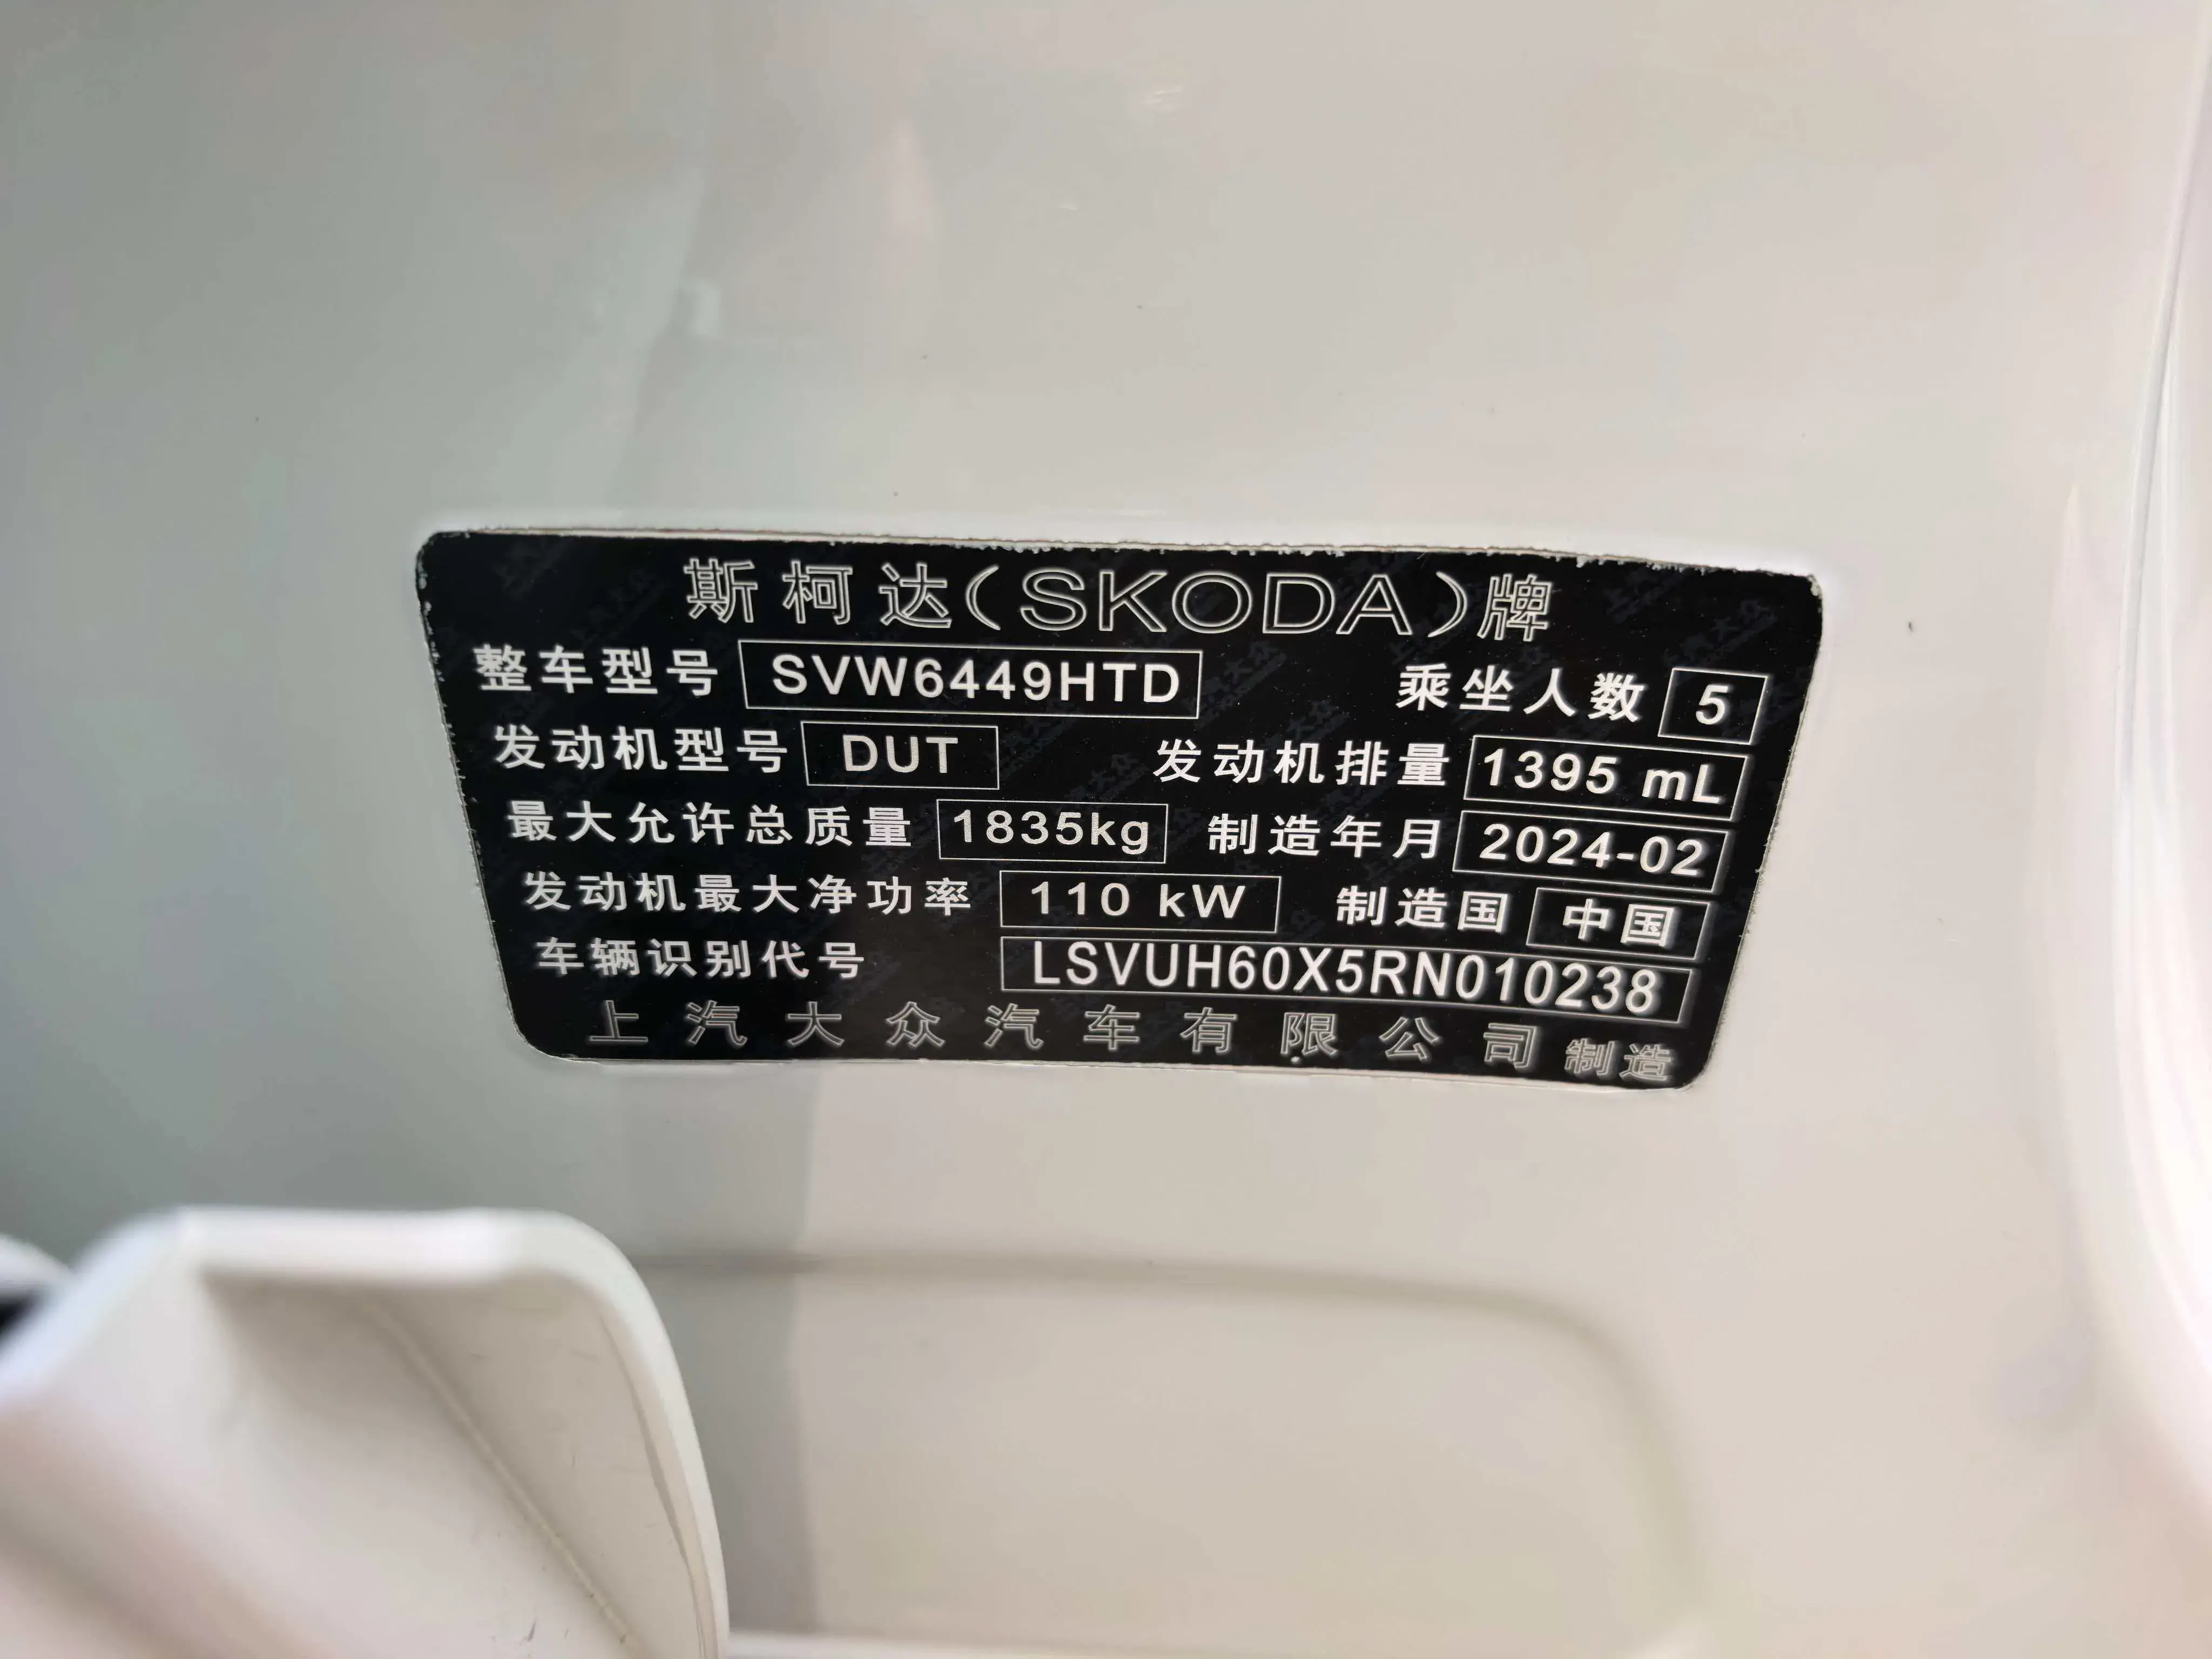 斯柯达(SKODA)牌
整车型号 SVW6449HTD 乘坐人数 5
发动机型号 DUT 发动机排量 1395 mL
最大允许总质量 1835kg 制造年月 2024-02
发动机最大净功率 110 kW 制造国 中国
车辆识别代号 LSVUH60X5RN010238
上汽大众汽车有限公司 制造